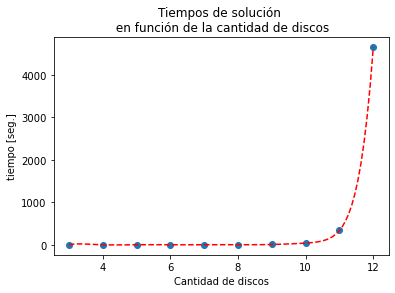 Tiempos de solución
en función de la cantidad de discos
tiempo [seg.]
4000
3000
2000
1000
0
4
6
8
10
12
Cantidad de discos